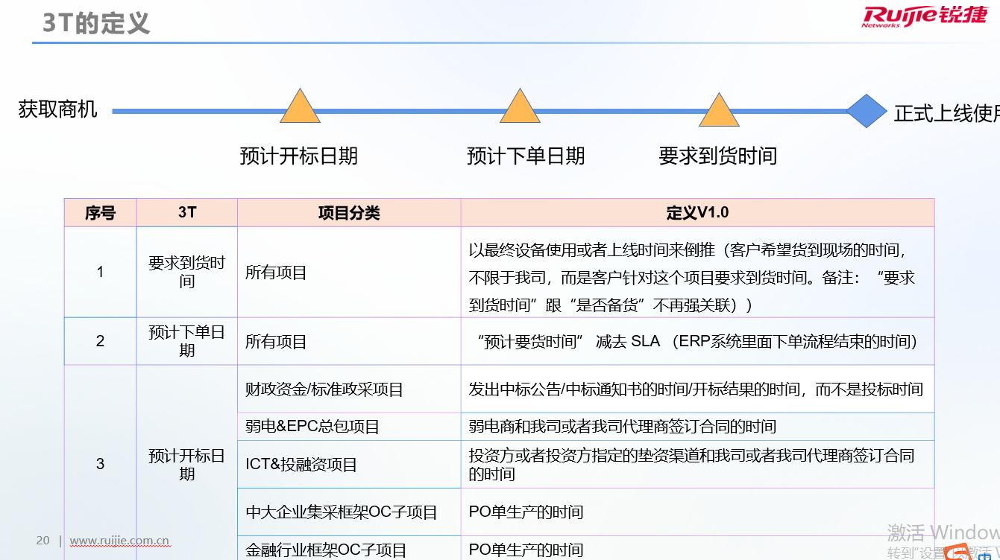 3T的定义
Ruijie锐捷
Networks
获取商机
正式上线使用
预计开标日期
预计下单日期
要求到货时间
序号
3T
项目分类
定义V1.0
1
要求到货时
间
所有项目
以最终设备使用或者上线时间来倒推（客户希望货到现场的时间，
不限于我司，而是客户针对这个项目要求到货时间。备注：“要求
到货时间”跟“是否备货”不再强关联））
2
预计下单日
期
所有项目
“预计要货时间” 减去 SLA （ERP系统里面下单流程结束的时间）
3
预计开标日
期
财政资金/标准政采项目
发出中标公告/中标通知书的时间/开标结果的时间，而不是投标时间
弱电&EPC总包项目
弱电商和我司或者我司代理商签订合同的时间
ICT&投融资项目
投资方或者投资方指定的垫资渠道和我司或者我司代理商签订合同
的时间
中大企业集采框架OC子项目
PO单生产的时间
金融行业框架OC子项目
PO单生产的时间
20 | www.ruijie.com.cn
激活 Window
转到"设置"以激活
中